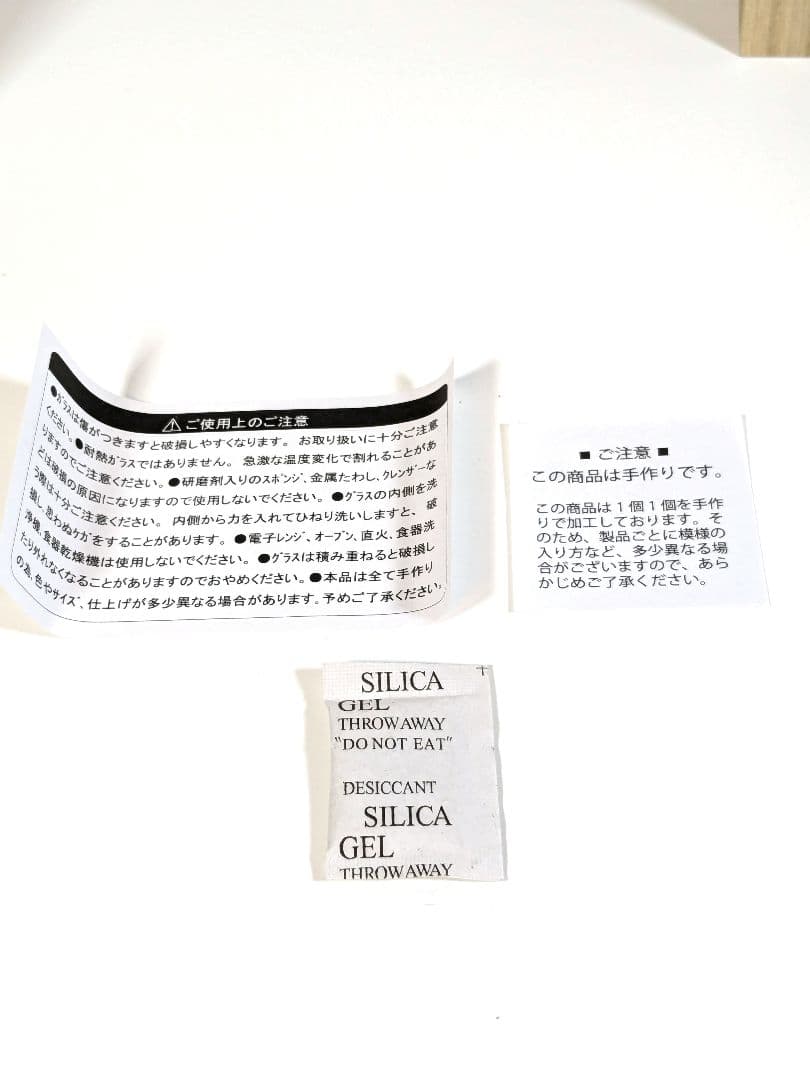 ⚠ご使用上のご注意
●ガラスは傷がつきますと破損しやすくなります。お取り扱いに十分ご注意
ください。●耐熱ガラスではありません。急激な温度変化で割れることがあ
りますのでご注意ください。●研磨剤入りのスポンジ、金属たわし、クレンザーな
どは破損の原因になりますので使用しないでください。●グラスの内側を洗
う際は十分ご注意ください。内側から力を入れてひねり洗いしますと、破
損し思わぬケガをすることがあります。●電子レンジ、オーブン、直火、食器洗
浄機、食器乾燥機は使用しないでください。●グラスは積み重ねると破損し
たり外れなくなることがありますのでおやめください。●本品は全て手作り
の為、色やサイズ、仕上げが多少異なる場合があります。予めご了承ください。
■ご注意■
この商品は手作りです。
この商品は1個1個を手作
りで加工しております。そ
のため、製品ごとに模様の
入り方など、多少異なる場
合がございますので、あら
かじめご了承ください。
SILICA
GEL
THROW AWAY
"DO NOT EAT"
DESICCANT
SILICA
GEL
THROW AWAY